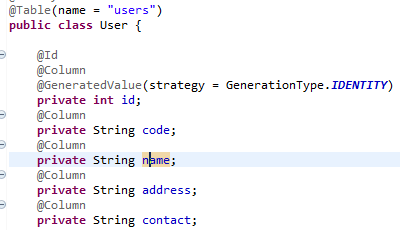 @Table(name = "users")
public class User {
@Id
@Column
@GeneratedValue(strategy = GenerationType.IDENTITY)
private int id;
@Column
private String code;
@Column
private String name;
@Column
private String address;
@Column
private String contact;